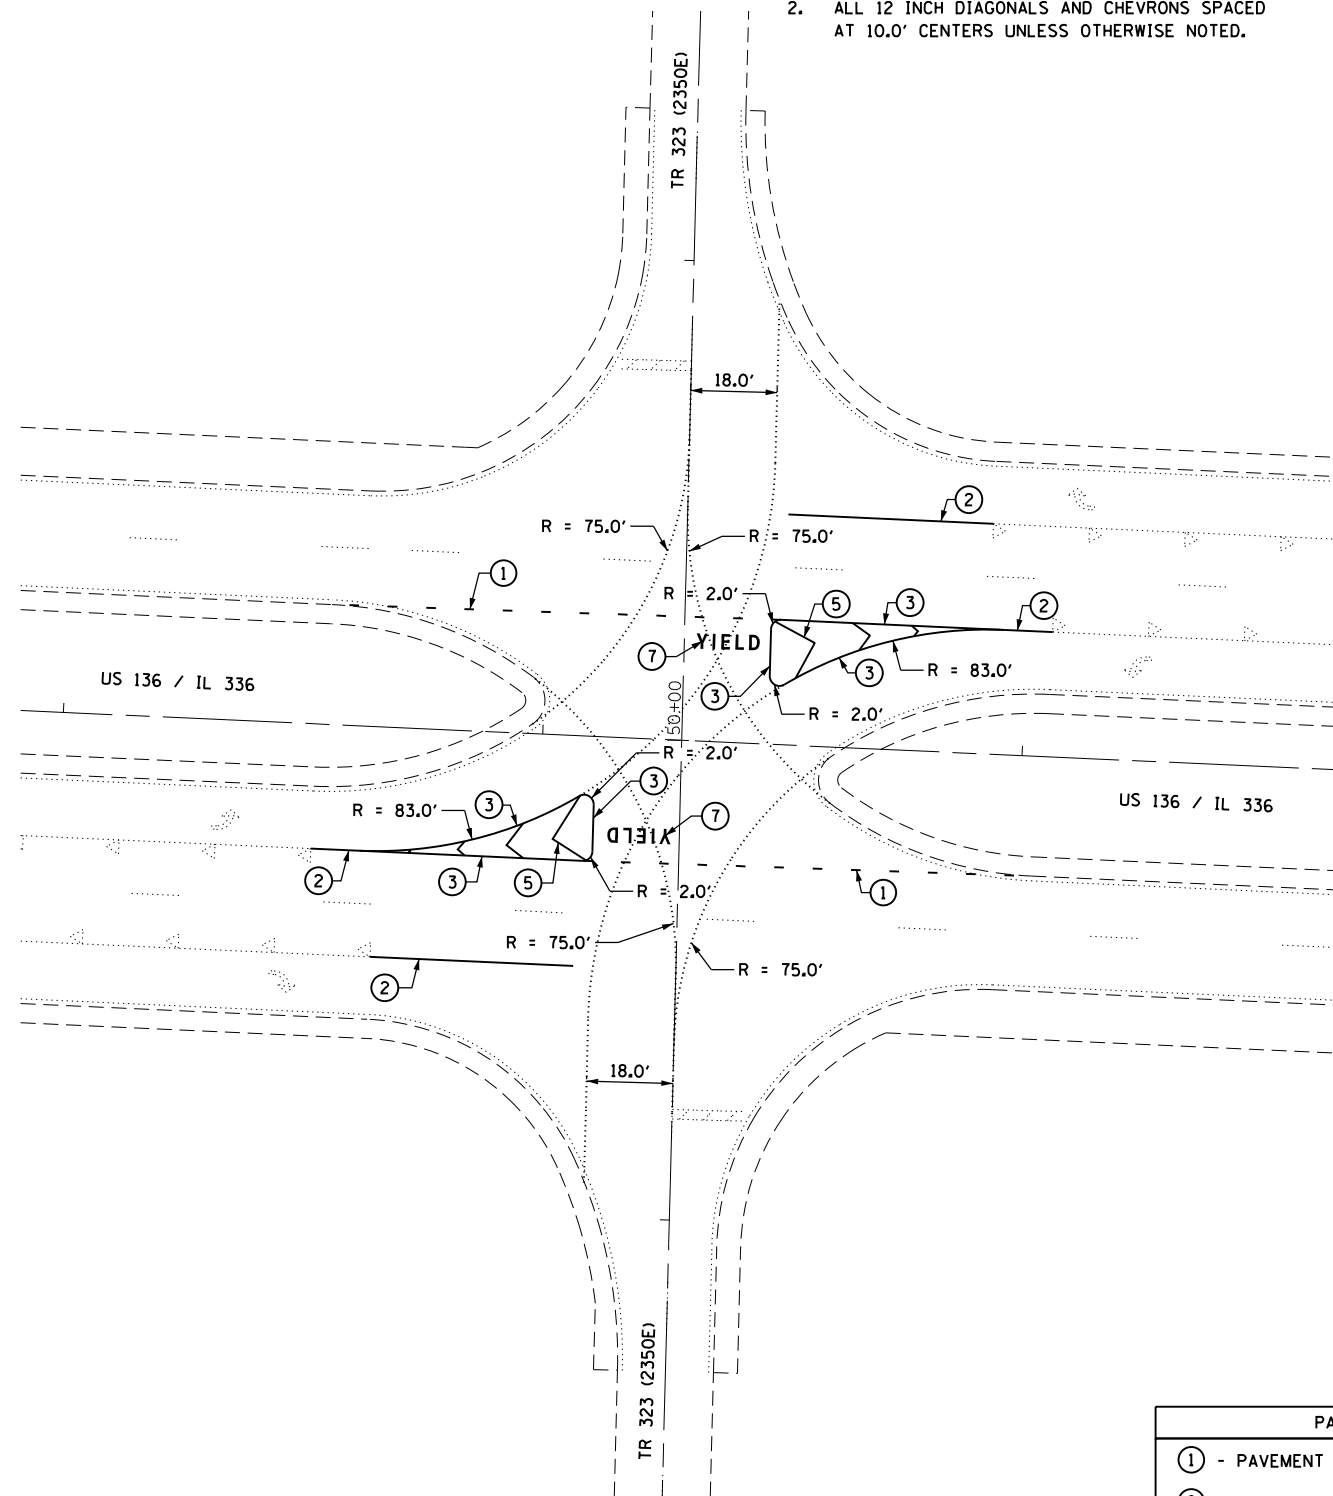 2. ALL 12 INCH DIAGONALS AND CHEVRONS SPACED
AT 10.0' CENTERS UNLESS OTHERWISE NOTED.
TR 323 (2350E)
18.0'
2
R = 75.0'
R = 75.0'
1
R = 2.0'
5
3
2
YIELD
7
3
R = 83.0'
US 136 / IL 336
3
R = 2.0'
50+00
R = 2.0'
3
3
R = 83.0'
US 136 / IL 336
7
YIELD
2
3
5
R = 2.0'
1
R = 75.0'
R = 75.0'
2
18.0'
TR 323 (2350E)
PA
1 - PAVEMENT